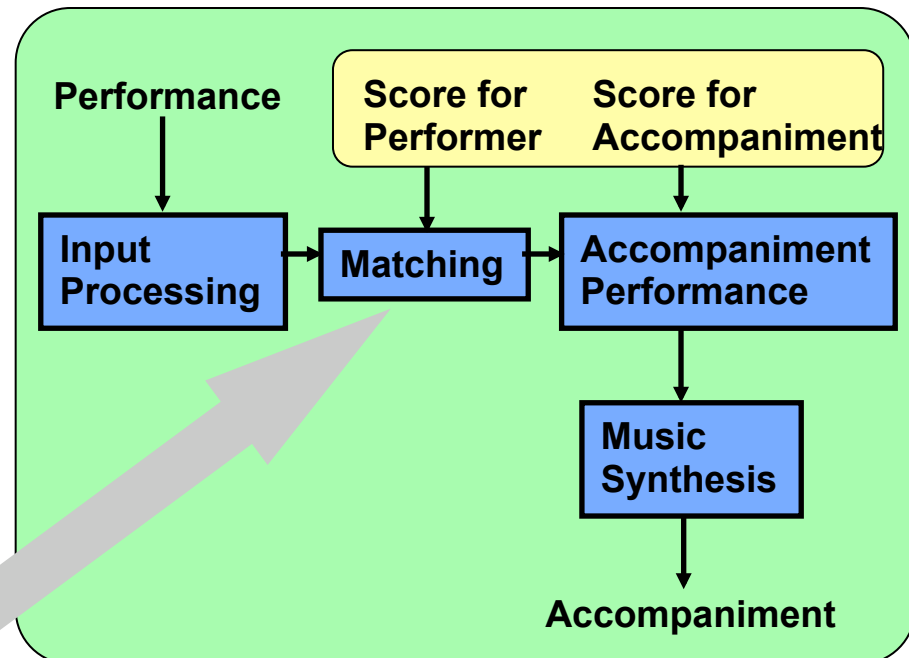 Performance
Score for
Performer
Score for
Accompaniment
Input
Processing
Matching
Accompaniment
Performance
Music
Synthesis
Accompaniment